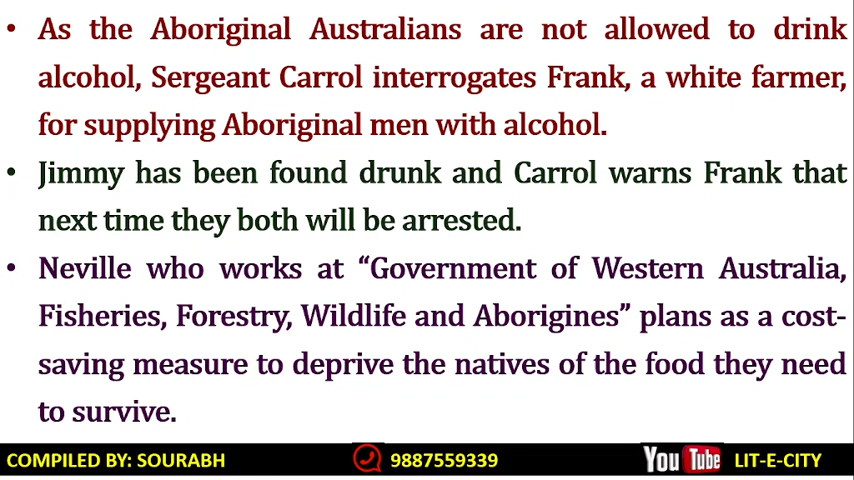 • As the Aboriginal Australians are not allowed to drink
alcohol, Sergeant Carrol interrogates Frank, a white farmer,
for supplying Aboriginal men with alcohol.
• Jimmy has been found drunk and Carrol warns Frank that
next time they both will be arrested.
• Neville who works at “Government of Western Australia,
Fisheries, Forestry, Wildlife and Aborigines” plans as a cost-
saving measure to deprive the natives of the food they need
to survive.
COMPILED BY: SOURABH 9887559339 YouTube LIT-E-CITY